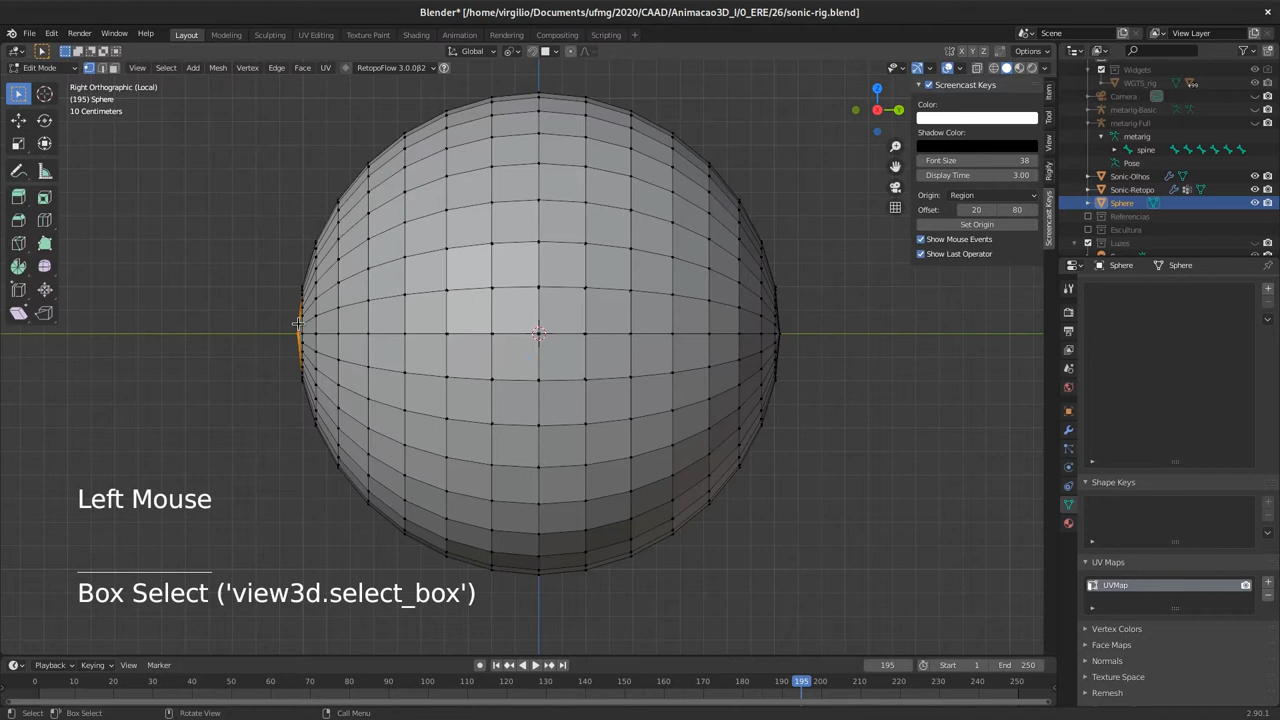 Blender* [/home/virgilio/Documents/ufmg/2020/CAAD/Animacao3D_I/0_ERE/26/sonic-rig.blend]
File Edit Render Window Help Layout Modeling Sculpting UV Editing Texture Paint Shading Animation Compositing Scripting Scene View Layer
Global X Y Z Options
Edit Mode View Select Add Mesh Vertex Edge Face UV RetopoFlow 3.0.0β2
Right Orthographic (Local)
(195) Sphere
10 Centimeters
Z
X
Y
Screencast Keys
Color:
Shadow Color:
Font Size 38
Display Time 3.00
Origin: Region
Offset: 20 80
Set Origin
Show Mouse Events
Show Last Operator
Item
Tool
View
Rigify
Screencast Keys
Widgets
WGTS_rig
Camera
metarig-Basic
metarig-Full
metarig
spine
Pose
Sonic-Olhos
Sonic-Retopo
Sphere
Referencias
Escultura
Luzes
Sphere Sphere
Shape Keys
UV Maps
UVMap
Vertex Colors
Face Maps
Normals
Texture Space
Remesh
Left Mouse
Box Select ('view3d.select_box')
Playback Keying View Marker 195 Start 1 End 250
0 10 20 30 40 50 60 70 80 90 100 110 120 130 140 150 160 170 180 190 195 200 210 220 230 240 250
Select Box Select Rotate View Call Menu 2.90.1